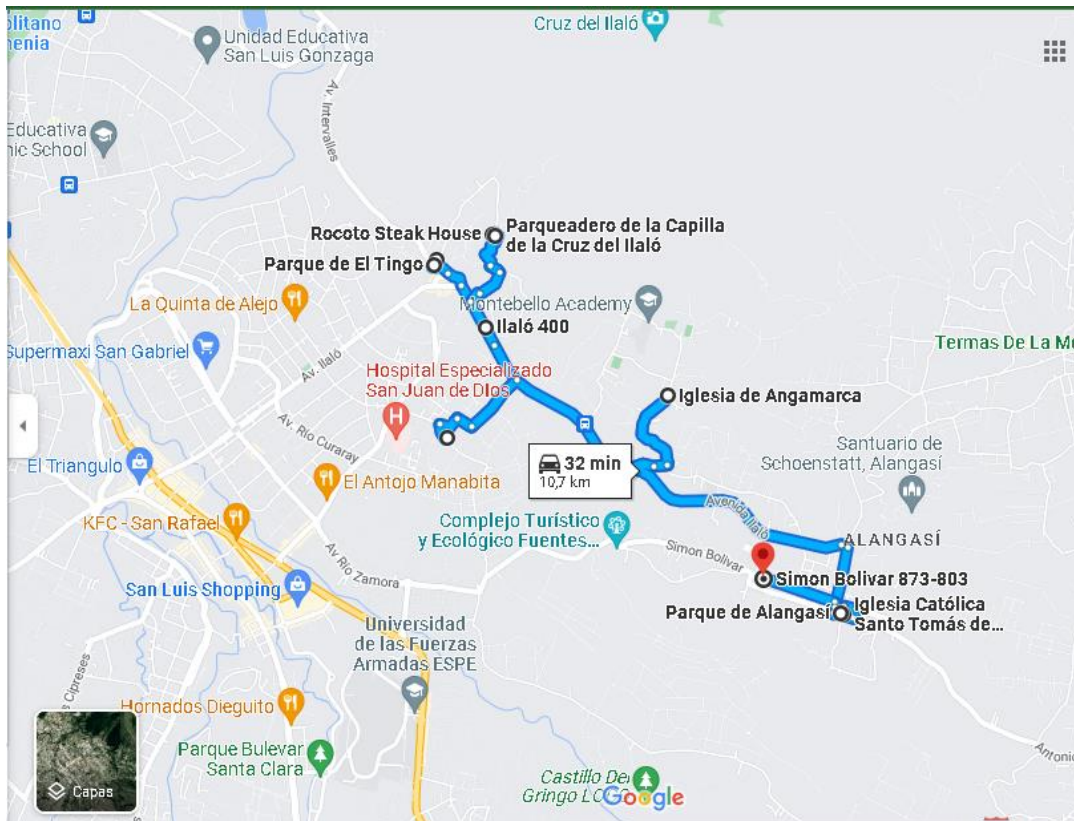 olitano
nenia
Unidad Educativa
San Luis Gonzaga
Cruz del Ilaló
Educativa
nic School
Av. Intervalles
Rocoto Steak House
Parqueadero de la Capilla
de la Cruz del Ilaló
Parque de El Tingo
La Quinta de Alejo
Montebello Academy
Ilaló 400
Supermaxi San Gabriel
Termas De La Me
Av. Ilaló
Hospital Especializado
San Juan de Dios
H
Iglesia de Angamarca
Av. Río Curaray
Santuario de
Schoenstatt, Alangasí
El Triangulo
32 min
10,7 km
El Antojo Manabita
KFC - San Rafael
Complejo Turístico
y Ecológico Fuentes...
Avenida Ilaló
ALANGASÍ
Simon Bolivar
Av Río Zamora
Simon Bolivar 873-803
San Luis Shopping
Parque de Alangasí
Iglesia Católica
Santo Tomás de...
Universidad
de las Fuerzas
Armadas ESPE
s Cipreses
Hornados Dieguito
Parque Bulevar
Santa Clara
Antonio
Castillo Del
Gringo
Google
Capas